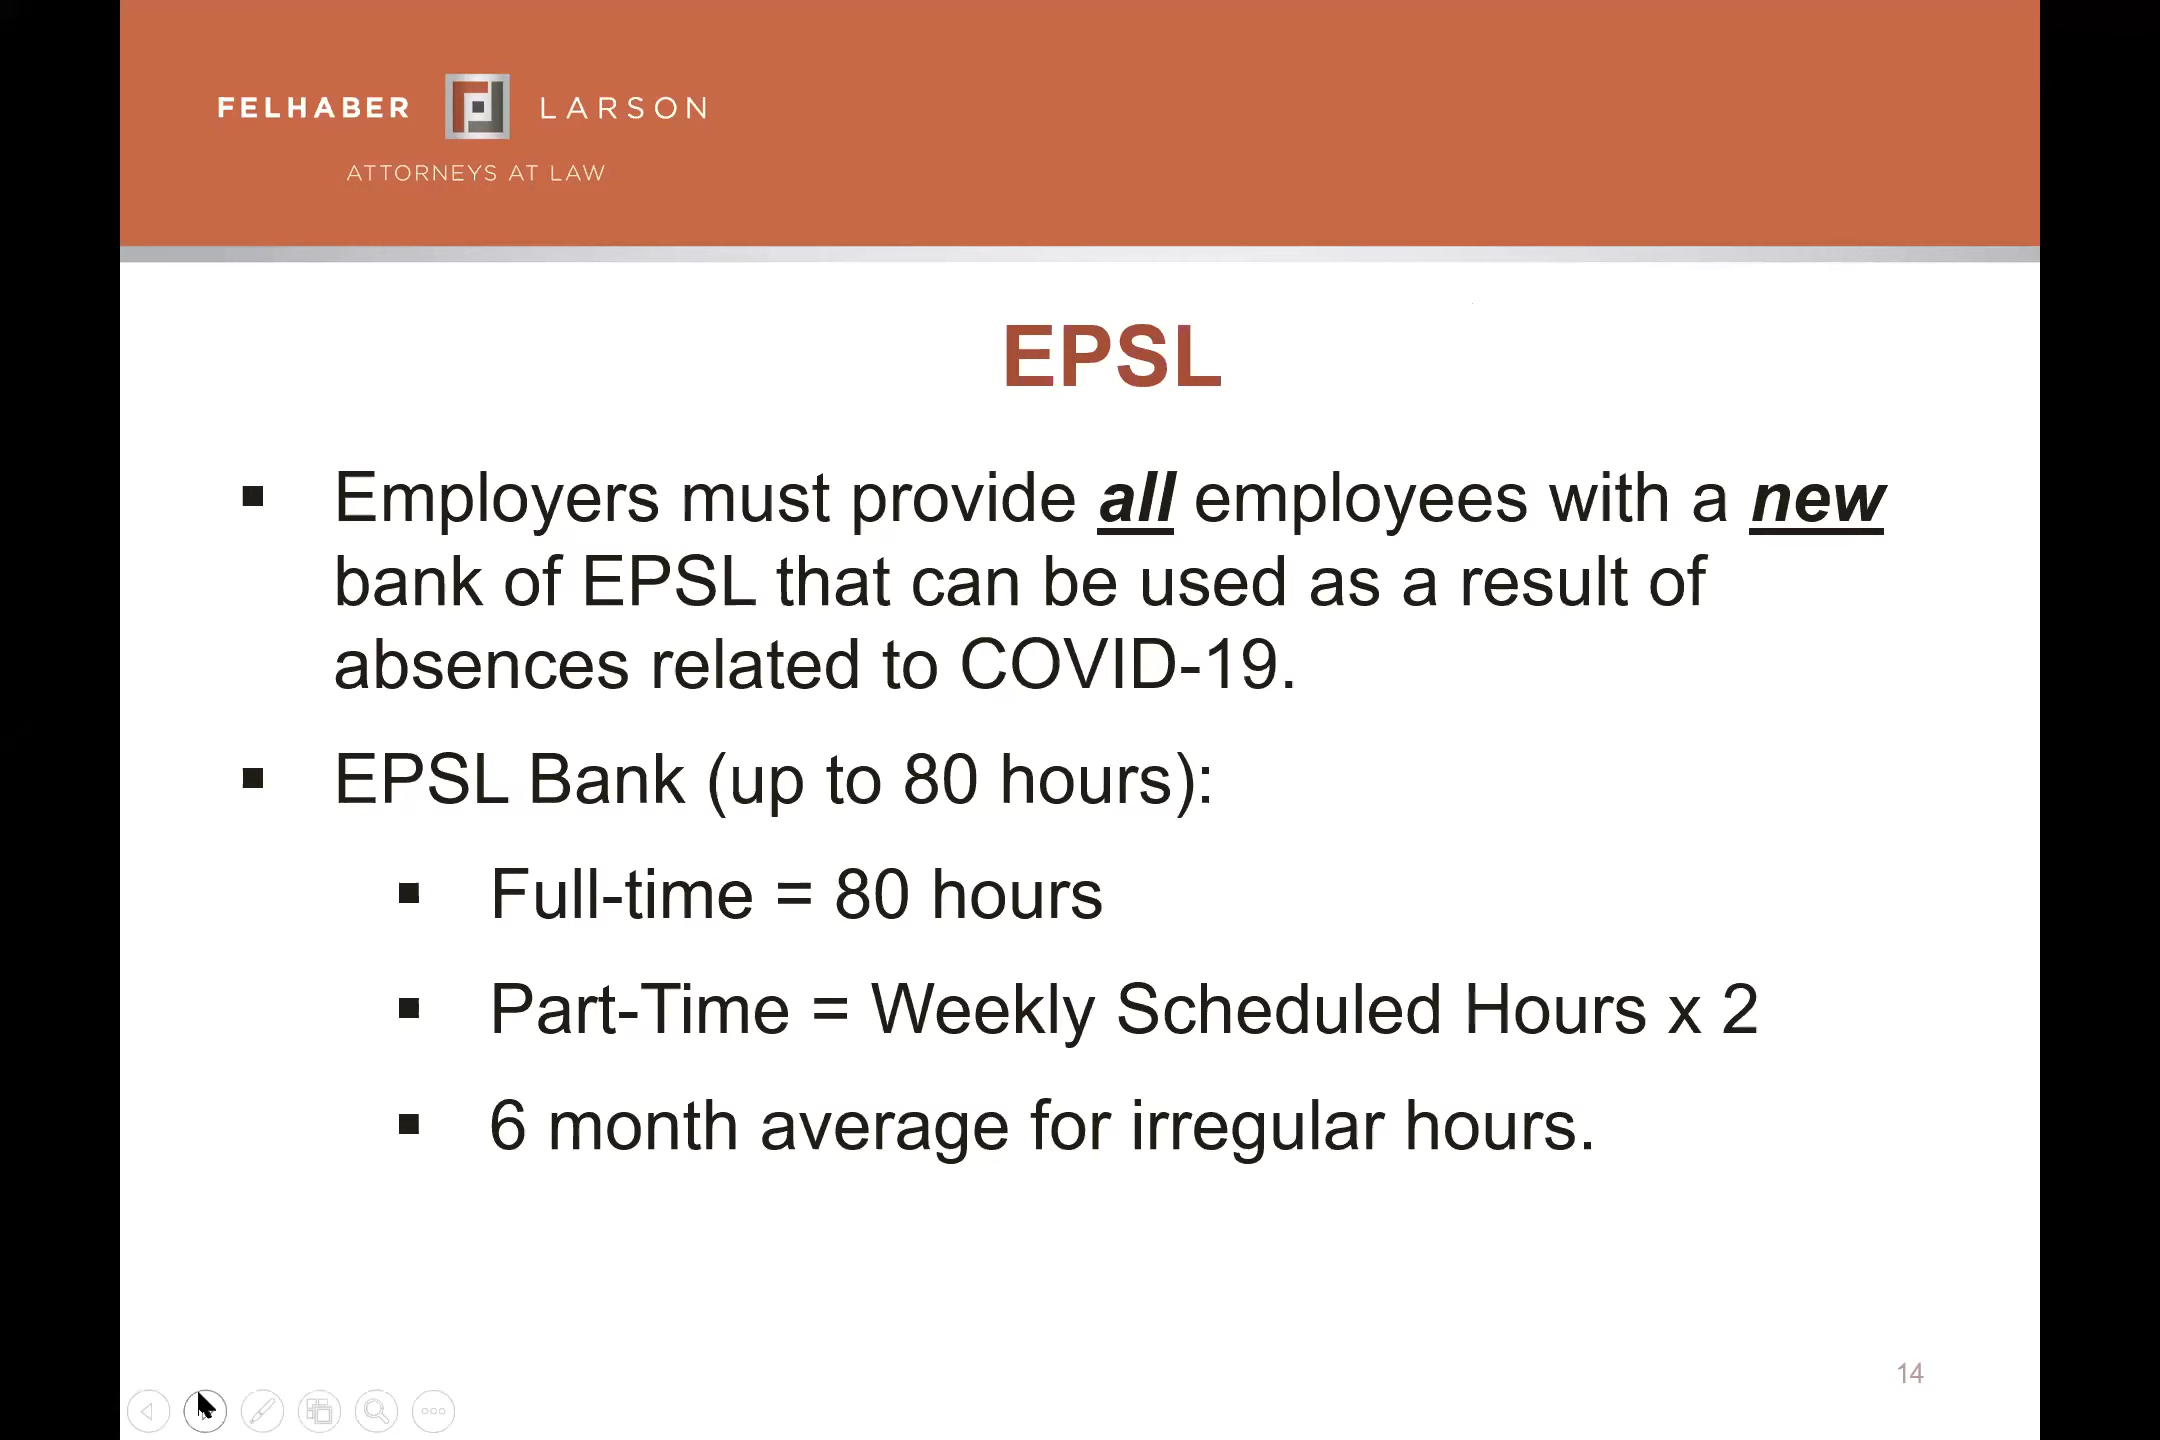 FELHABER LARSON
ATTORNEYS AT LAW
EPSL
▪ Employers must provide all employees with a new
bank of EPSL that can be used as a result of
absences related to COVID-19.
▪ EPSL Bank (up to 80 hours):
▪ Full-time = 80 hours
▪ Part-Time = Weekly Scheduled Hours x 2
▪ 6 month average for irregular hours.
14